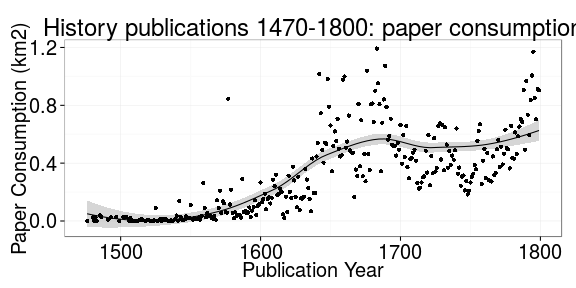 History publications 1470-1800: paper consumption
Paper Consumption (km2)
1.2
0.8
0.4
0.0
1500
1600
1700
1800
Publication Year